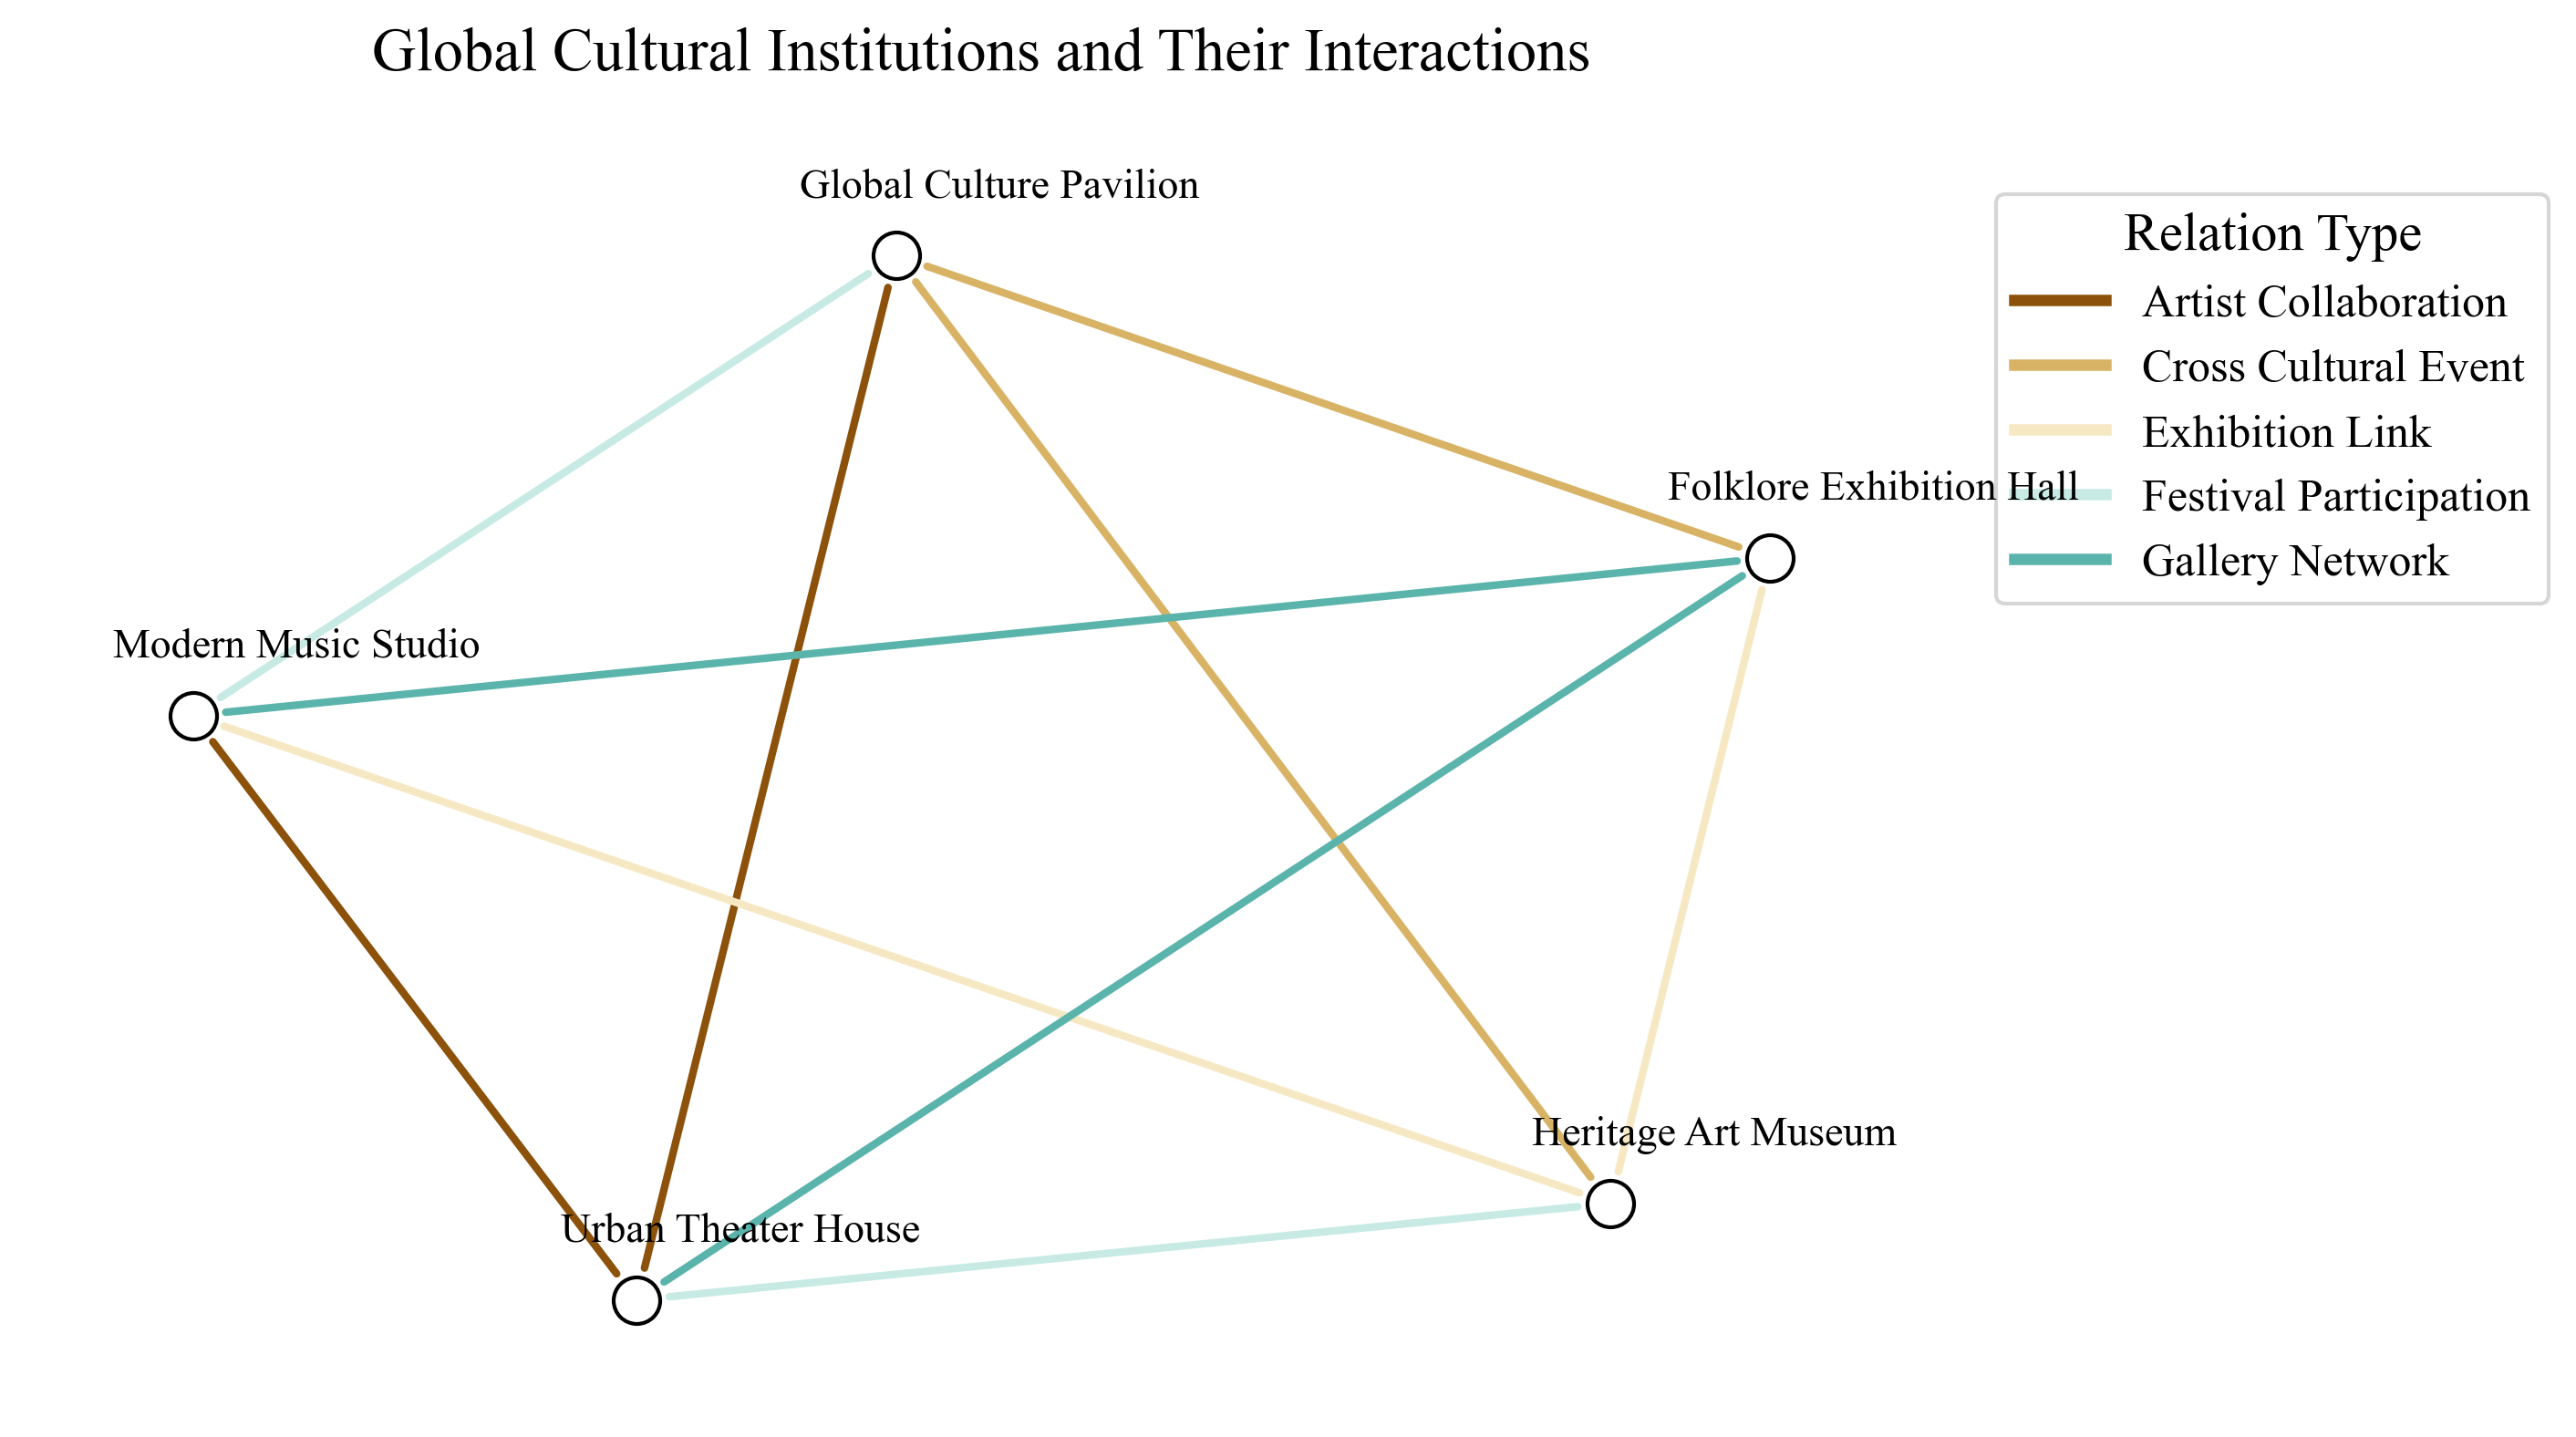 Global Cultural Institutions and Their Interactions
Global Culture Pavilion
Relation Type
Artist Collaboration
Cross Cultural Event
Exhibition Link
Folklore Exhibition Hall
Festival Participation
Gallery Network
Modern Music Studio
Heritage Art Museum
Urban Theater House